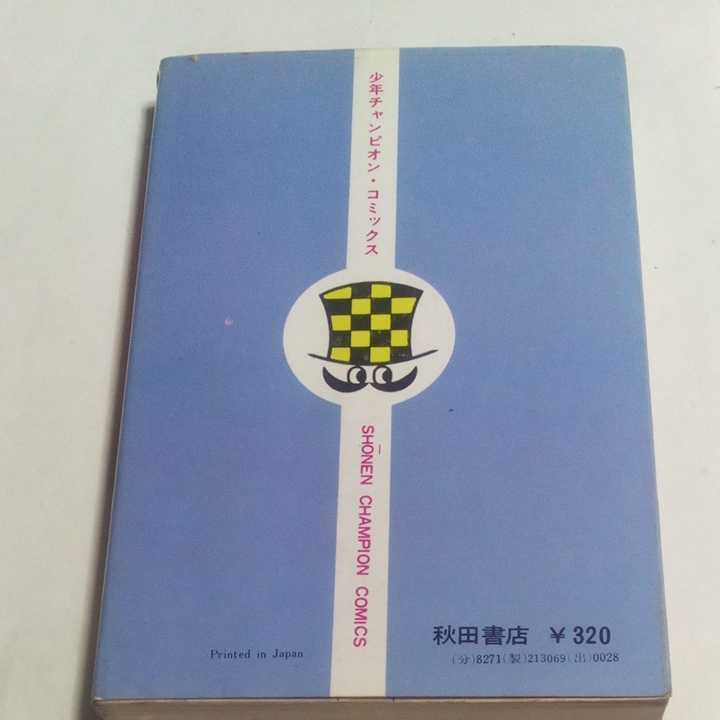 少年チャンピオン・コミックス
SHŌNEN CHAMPION COMICS
秋田書店 ¥320
Printed in Japan
(分)8271(製)213069(出)0028